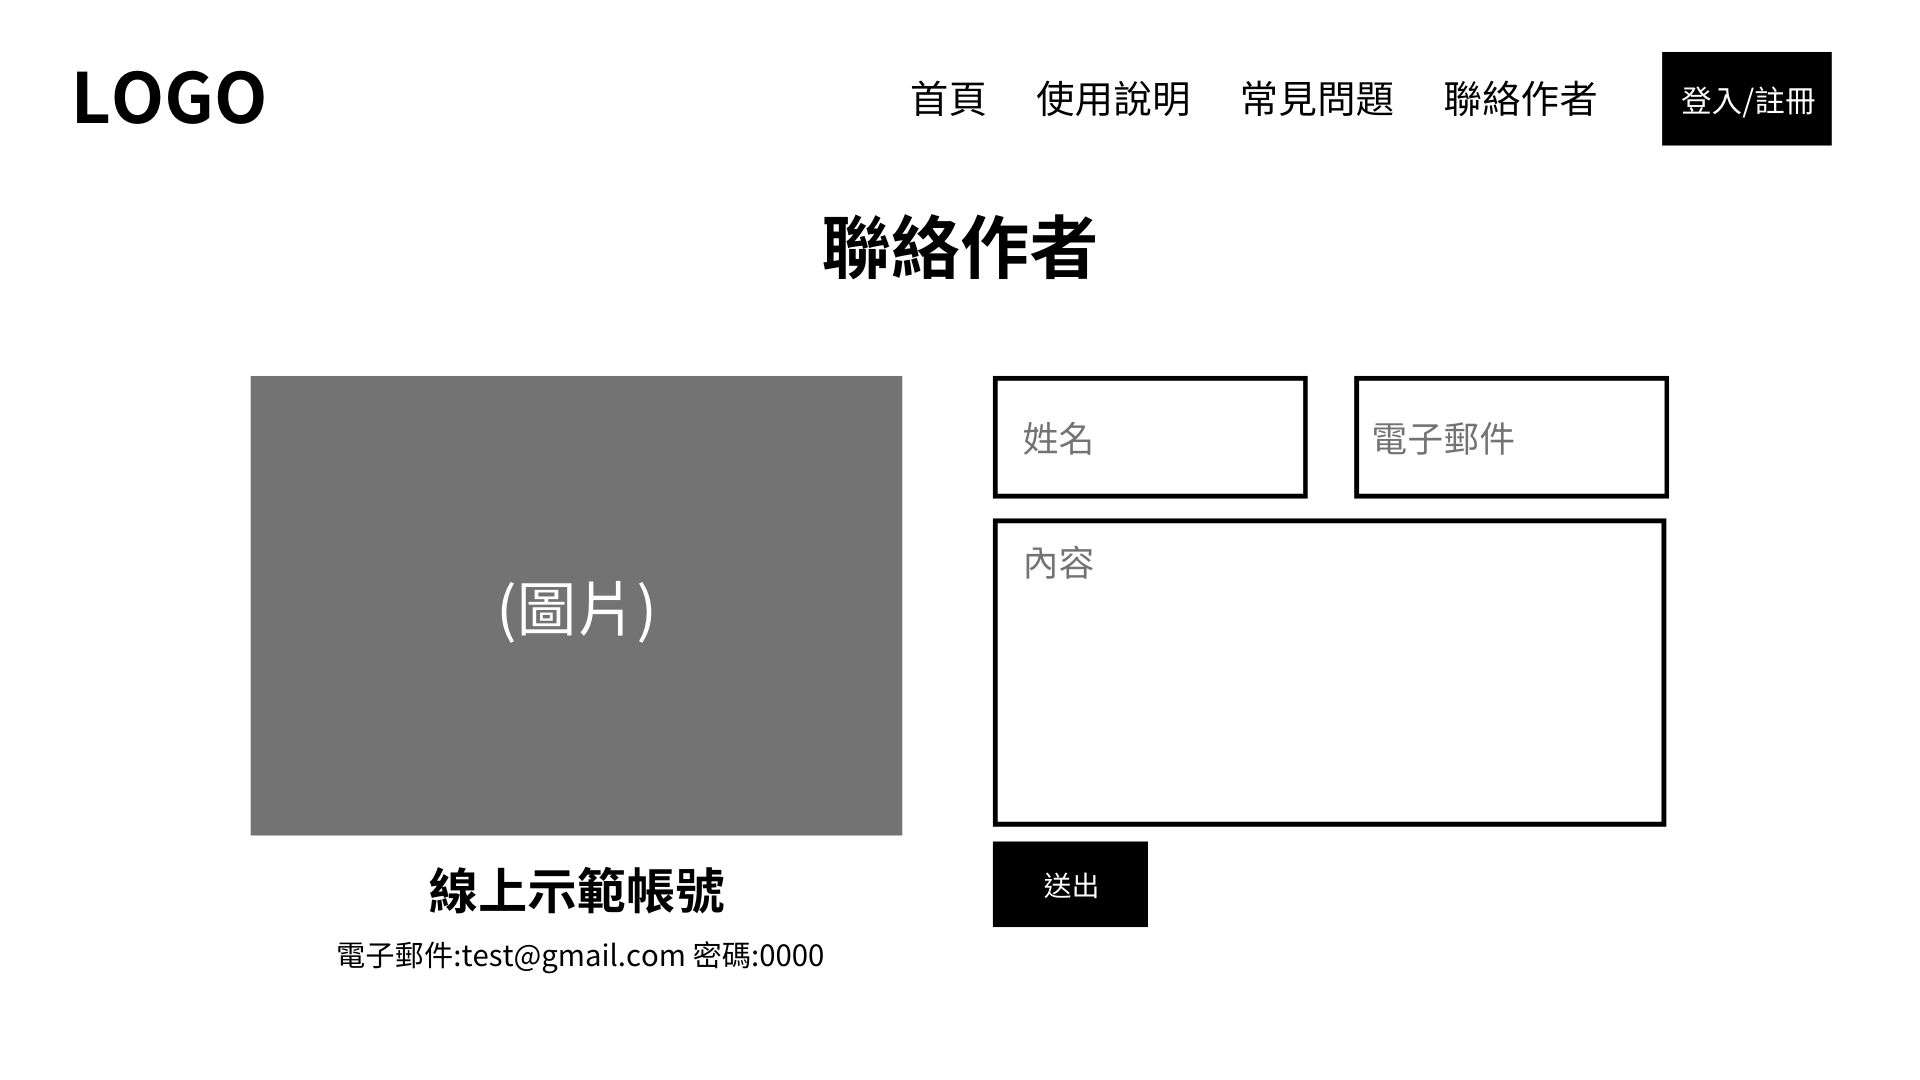 LOGO
首頁 使用說明 常見問題 聯絡作者 登入/註冊
聯絡作者
姓名 電子郵件
內容
(圖片)
送出
線上示範帳號
電子郵件:test@gmail.com 密碼:0000